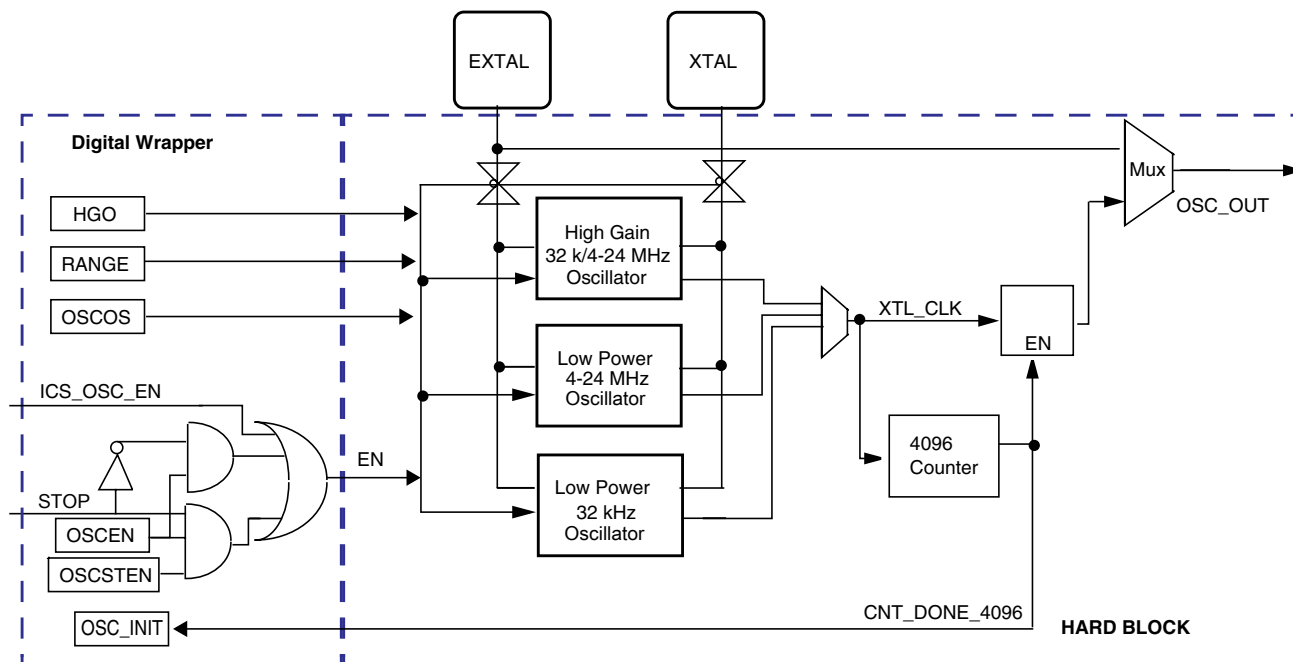 EXTAL
XTAL
Digital Wrapper
Mux
OSC_OUT
HGO
RANGE
OSCOS
High Gain
32 k/4-24 MHz
Oscillator
XTL_CLK
EN
Low Power
4-24 MHz
Oscillator
ICS_OSC_EN
4096
Counter
EN
Low Power
32 kHz
Oscillator
STOP
OSCEN
OSCSTEN
OSC_INIT
CNT_DONE_4096
HARD BLOCK